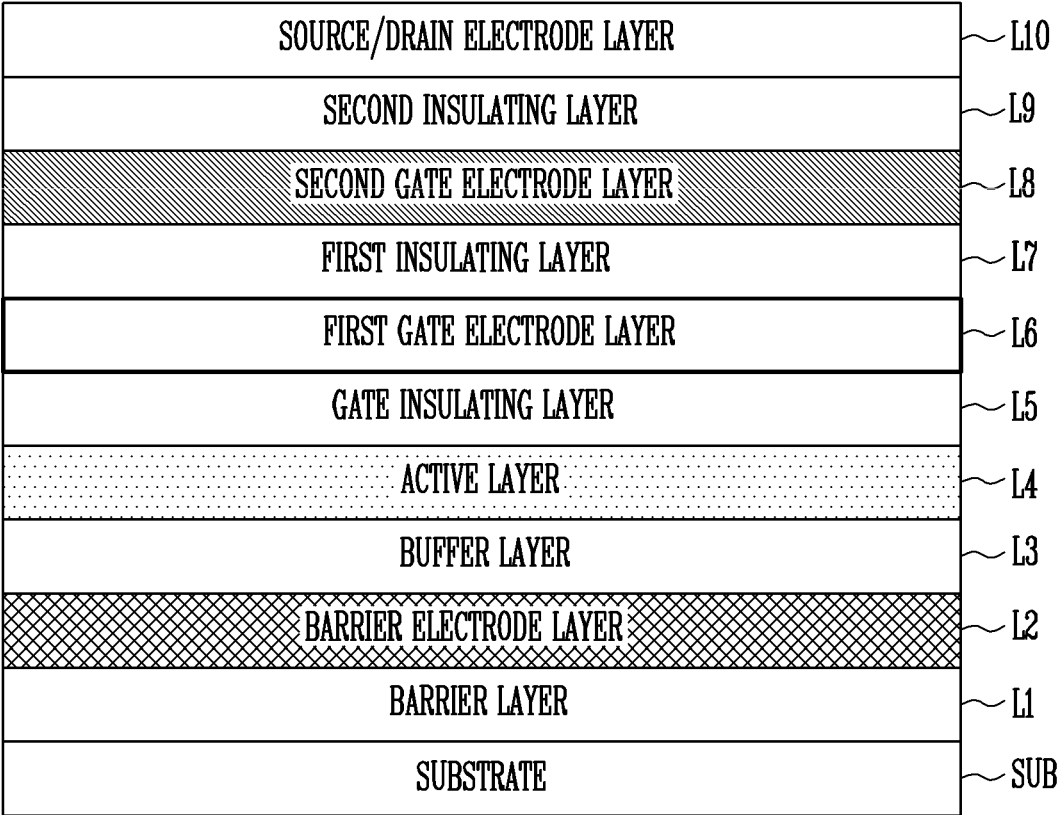 SOURCE/DRAIN ELECTRODE LAYER L10
SECOND INSULATING LAYER L9
SECOND GATE ELECTRODE LAYER L8
FIRST INSULATING LAYER L7
FIRST GATE ELECTRODE LAYER L6
GATE INSULATING LAYER L5
ACTIVE LAYER L4
BUFFER LAYER L3
BARRIER ELECTRODE LAYER L2
BARRIER LAYER L1
SUBSTRATE SUB